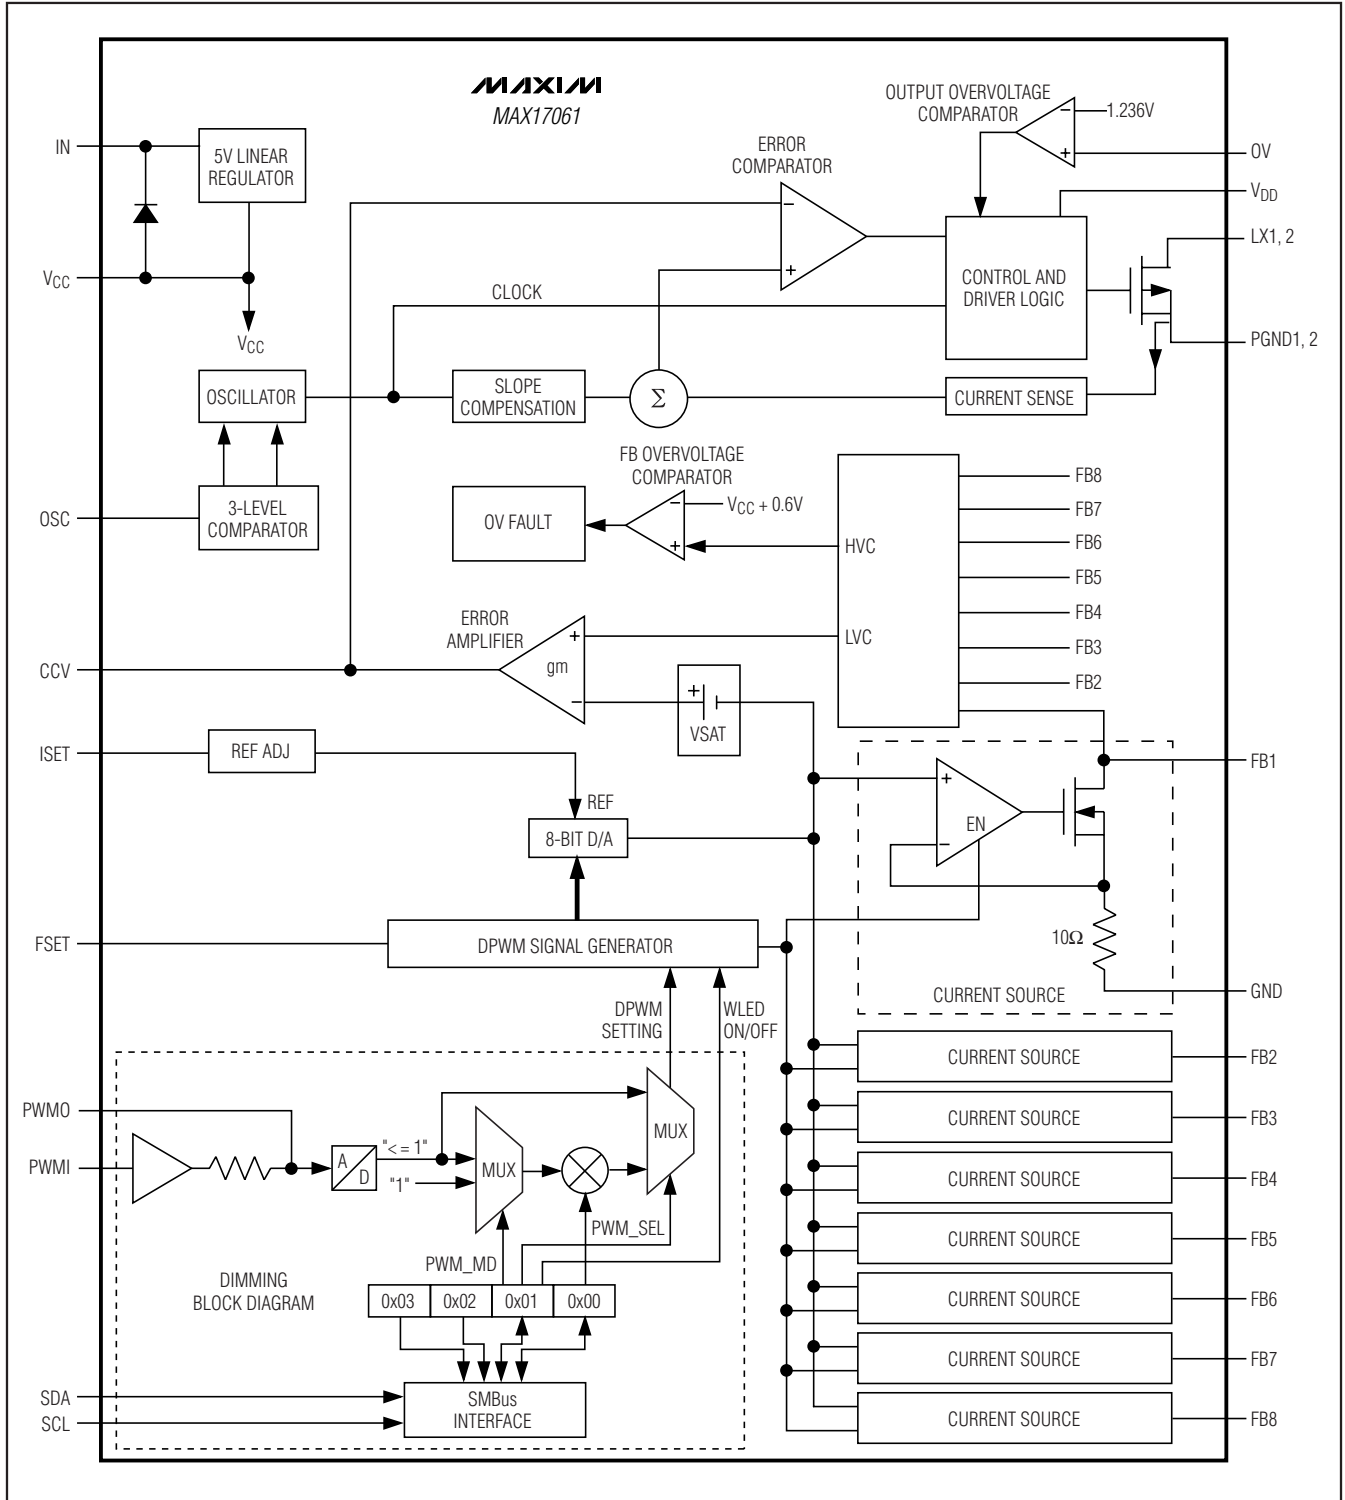 MAXIM
MAX17061
OUTPUT OVERVOLTAGE
COMPARATOR
1.236V
IN
5V LINEAR
REGULATOR
ERROR
COMPARATOR
−
+
OV
VDD
−
+
LX1, 2
CONTROL AND
DRIVER LOGIC
VCC
CLOCK
VCC
PGND1, 2
OSCILLATOR
SLOPE
COMPENSATION
Σ
CURRENT SENSE
FB OVERVOLTAGE
COMPARATOR
OSC
3-LEVEL
COMPARATOR
OV FAULT
−
+
VCC + 0.6V
HVC
LVC
FB8
FB7
FB6
FB5
FB4
FB3
FB2
ERROR
AMPLIFIER
+
gm
−
CCV
+
VSAT
ISET
REF ADJ
REF
8-BIT D/A
+
EN
−
FB1
FSET
DPWM SIGNAL GENERATOR
10Ω
CURRENT SOURCE
GND
DPWM
SETTING
WLED
ON/OFF
CURRENT SOURCE
FB2
PWMO
PWMI
A
D
"< = 1"
"1"
MUX
MUX
CURRENT SOURCE
FB3
CURRENT SOURCE
FB4
PWM_SEL
PWM_MD
CURRENT SOURCE
FB5
DIMMING
BLOCK DIAGRAM
0x03
0x02
0x01
0x00
CURRENT SOURCE
FB6
CURRENT SOURCE
FB7
SDA
SCL
SMBus
INTERFACE
CURRENT SOURCE
FB8